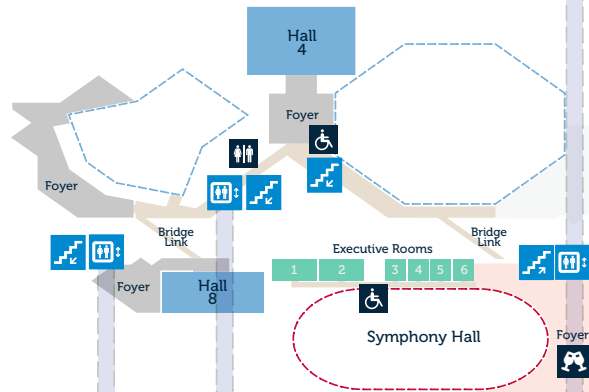 Hall
4
Foyer
Foyer
Bridge
Link
Bridge
Link
Executive Rooms
1
2
3
4
5
6
Foyer
Hall
8
Symphony Hall
Foyer